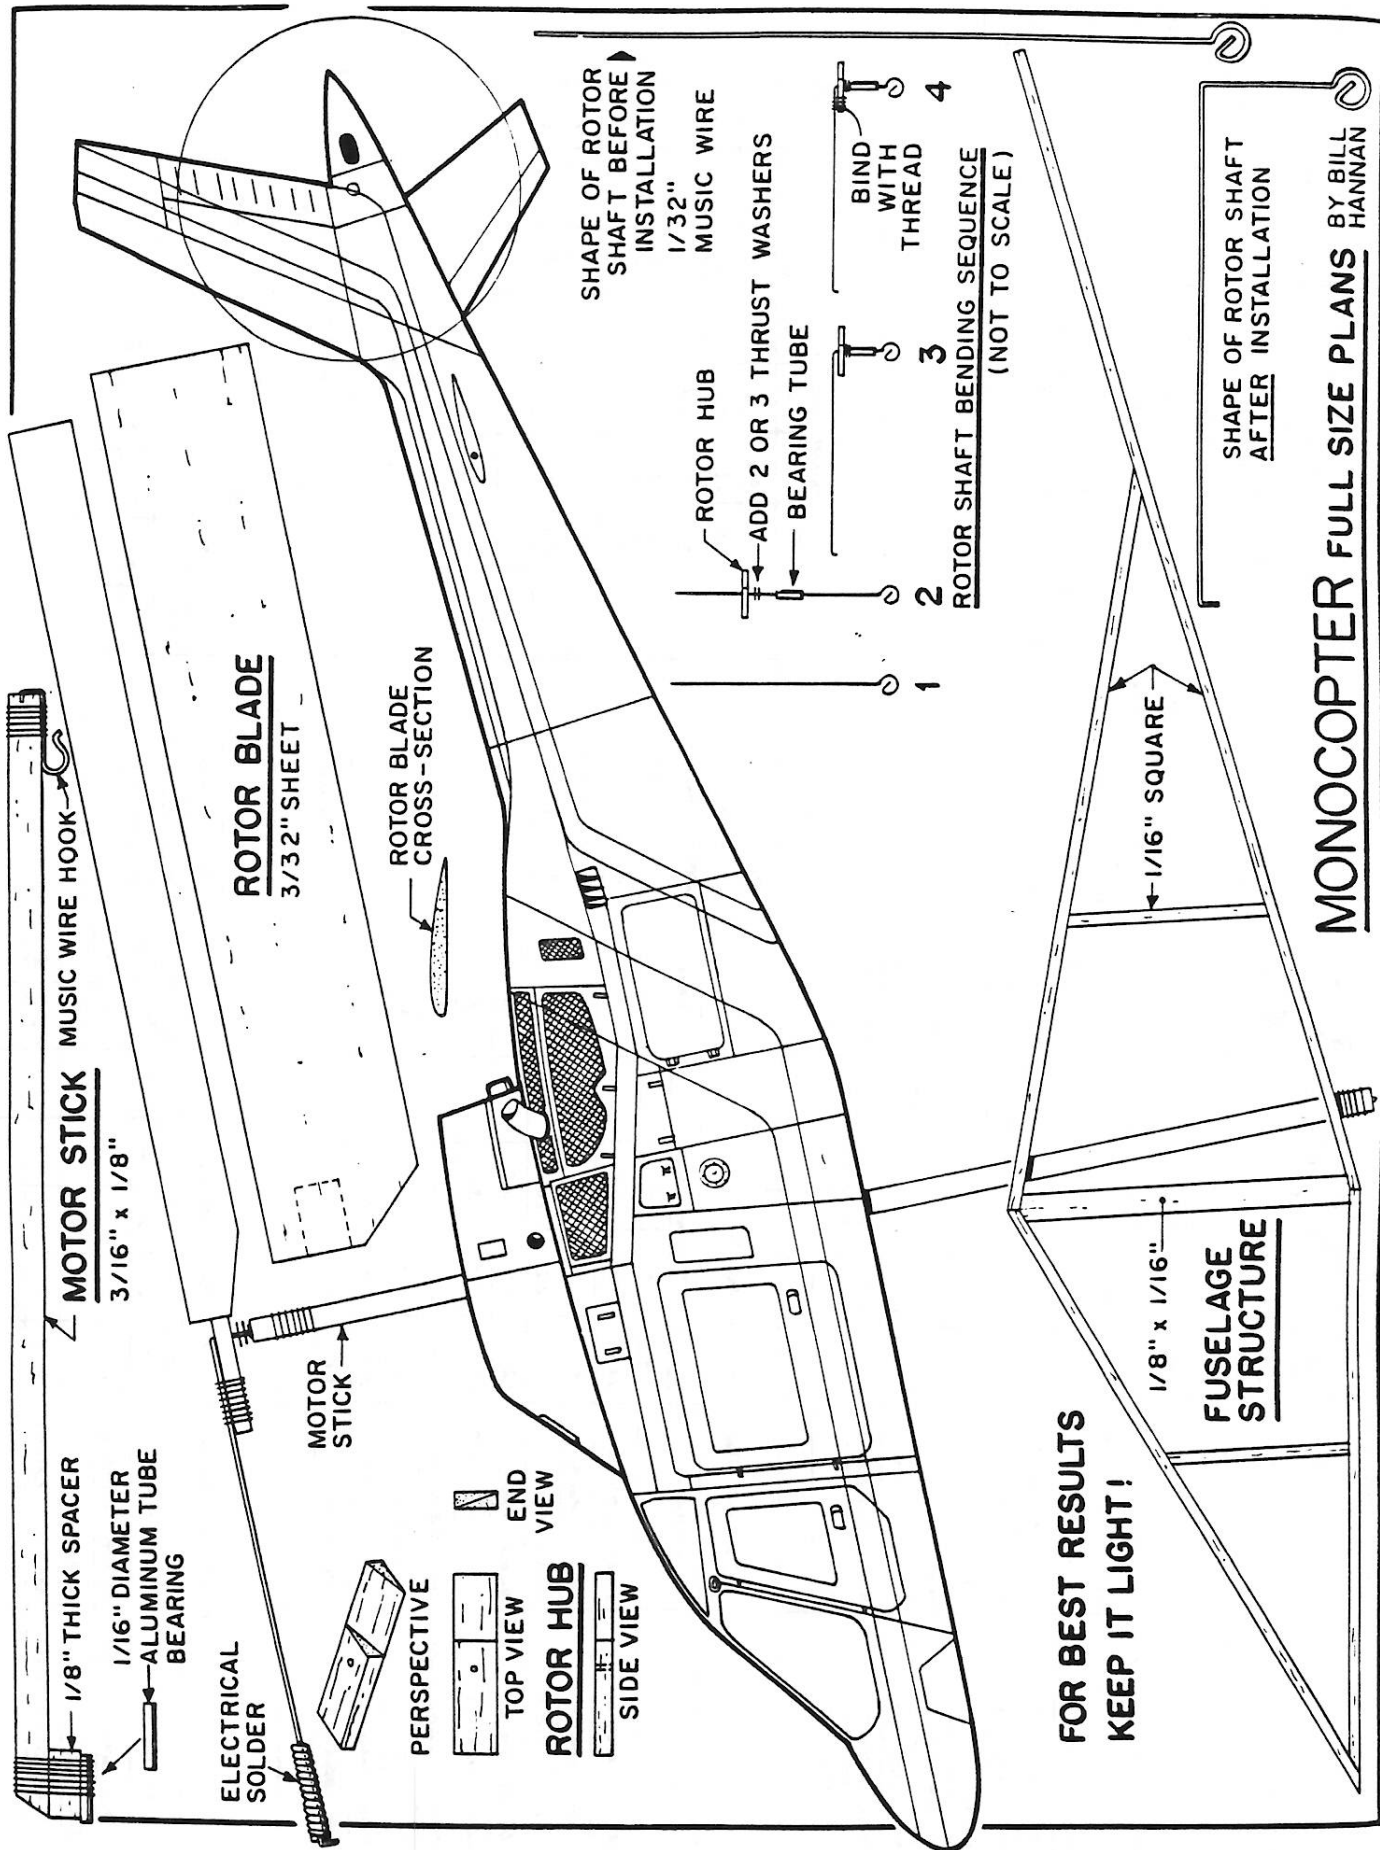 MOTOR STICK
3/16" x 1/8"
MUSIC WIRE HOOK
1/8" THICK SPACER
1/16" DIAMETER
ALUMINUM TUBE
BEARING
ELECTRICAL
SOLDER
MOTOR
STICK
ROTOR BLADE
3/32" SHEET
ROTOR BLADE
CROSS-SECTION
PERSPECTIVE
TOP VIEW
END
VIEW
ROTOR HUB
SIDE VIEW
SHAPE OF ROTOR
SHAFT BEFORE
INSTALLATION
1/32"
MUSIC WIRE
ROTOR HUB
ADD 2 OR 3 THRUST WASHERS
BEARING TUBE
BIND
WITH
THREAD
1 2 3 4
ROTOR SHAFT BENDING SEQUENCE
(NOT TO SCALE)
FOR BEST RESULTS
KEEP IT LIGHT!
1/8" x 1/16"
FUSELAGE
STRUCTURE
1/16" SQUARE
SHAPE OF ROTOR SHAFT
AFTER INSTALLATION
MONOCOPTER FULL SIZE PLANS BY BILL
HANNAN